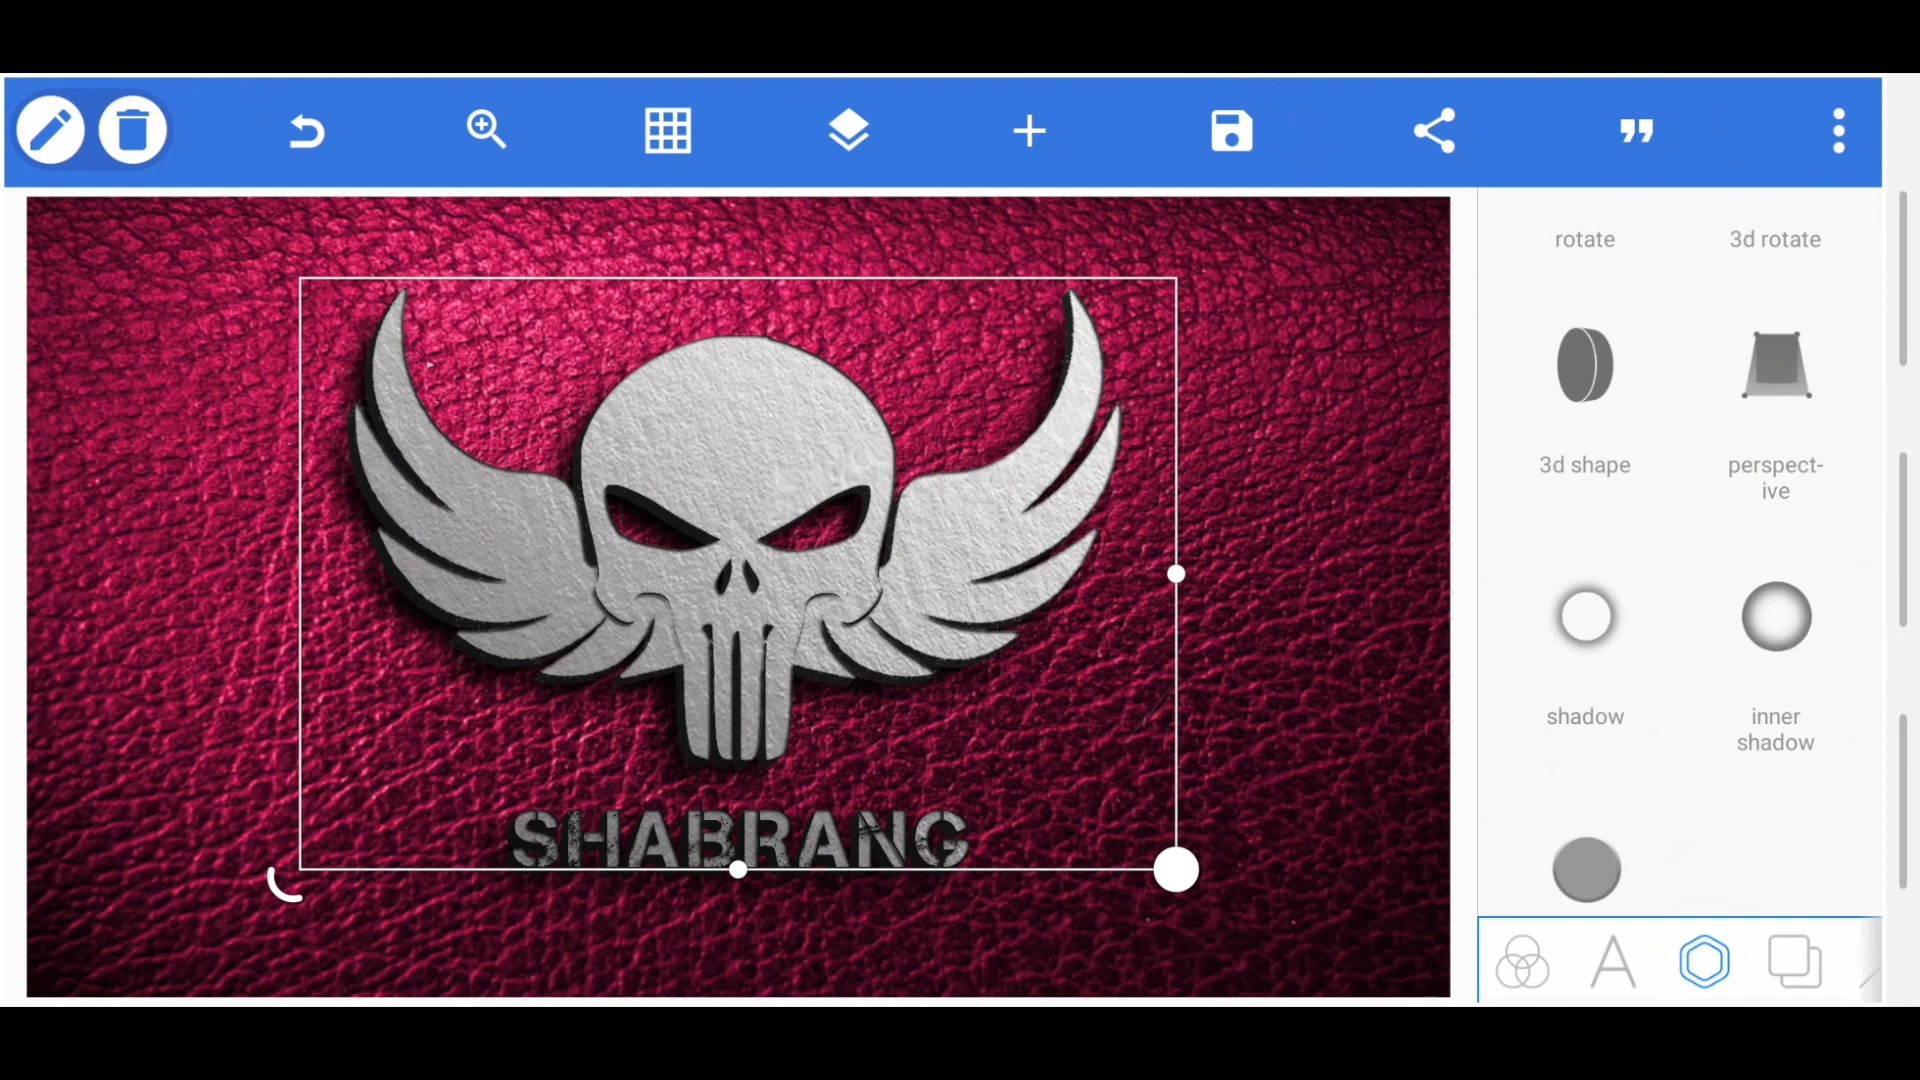 rotate
3d rotate
3d shape
perspect-
ive
shadow
inner
shadow
SHABRANG